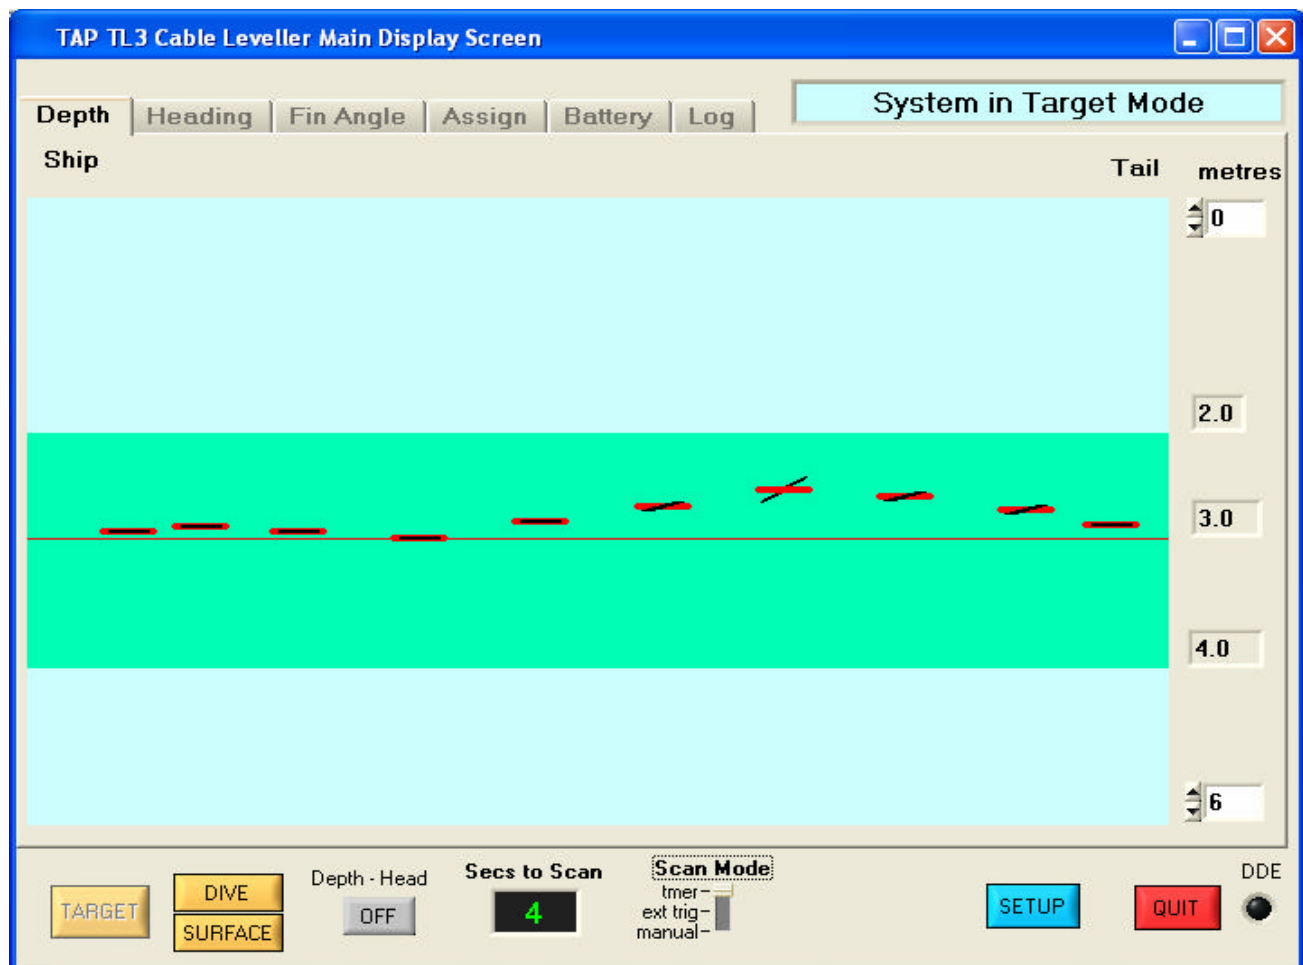 TAP TL3 Cable Leveller Main Display Screen
System in Target Mode
Depth Heading Fin Angle Assign Battery Log
Ship Tail metres
0
2.0
3.0
4.0
6
TARGET
DIVE
SURFACE
Depth - Head
OFF
Secs to Scan
4
Scan Mode
tmer
ext trig
manual
SETUP
QUIT
DDE